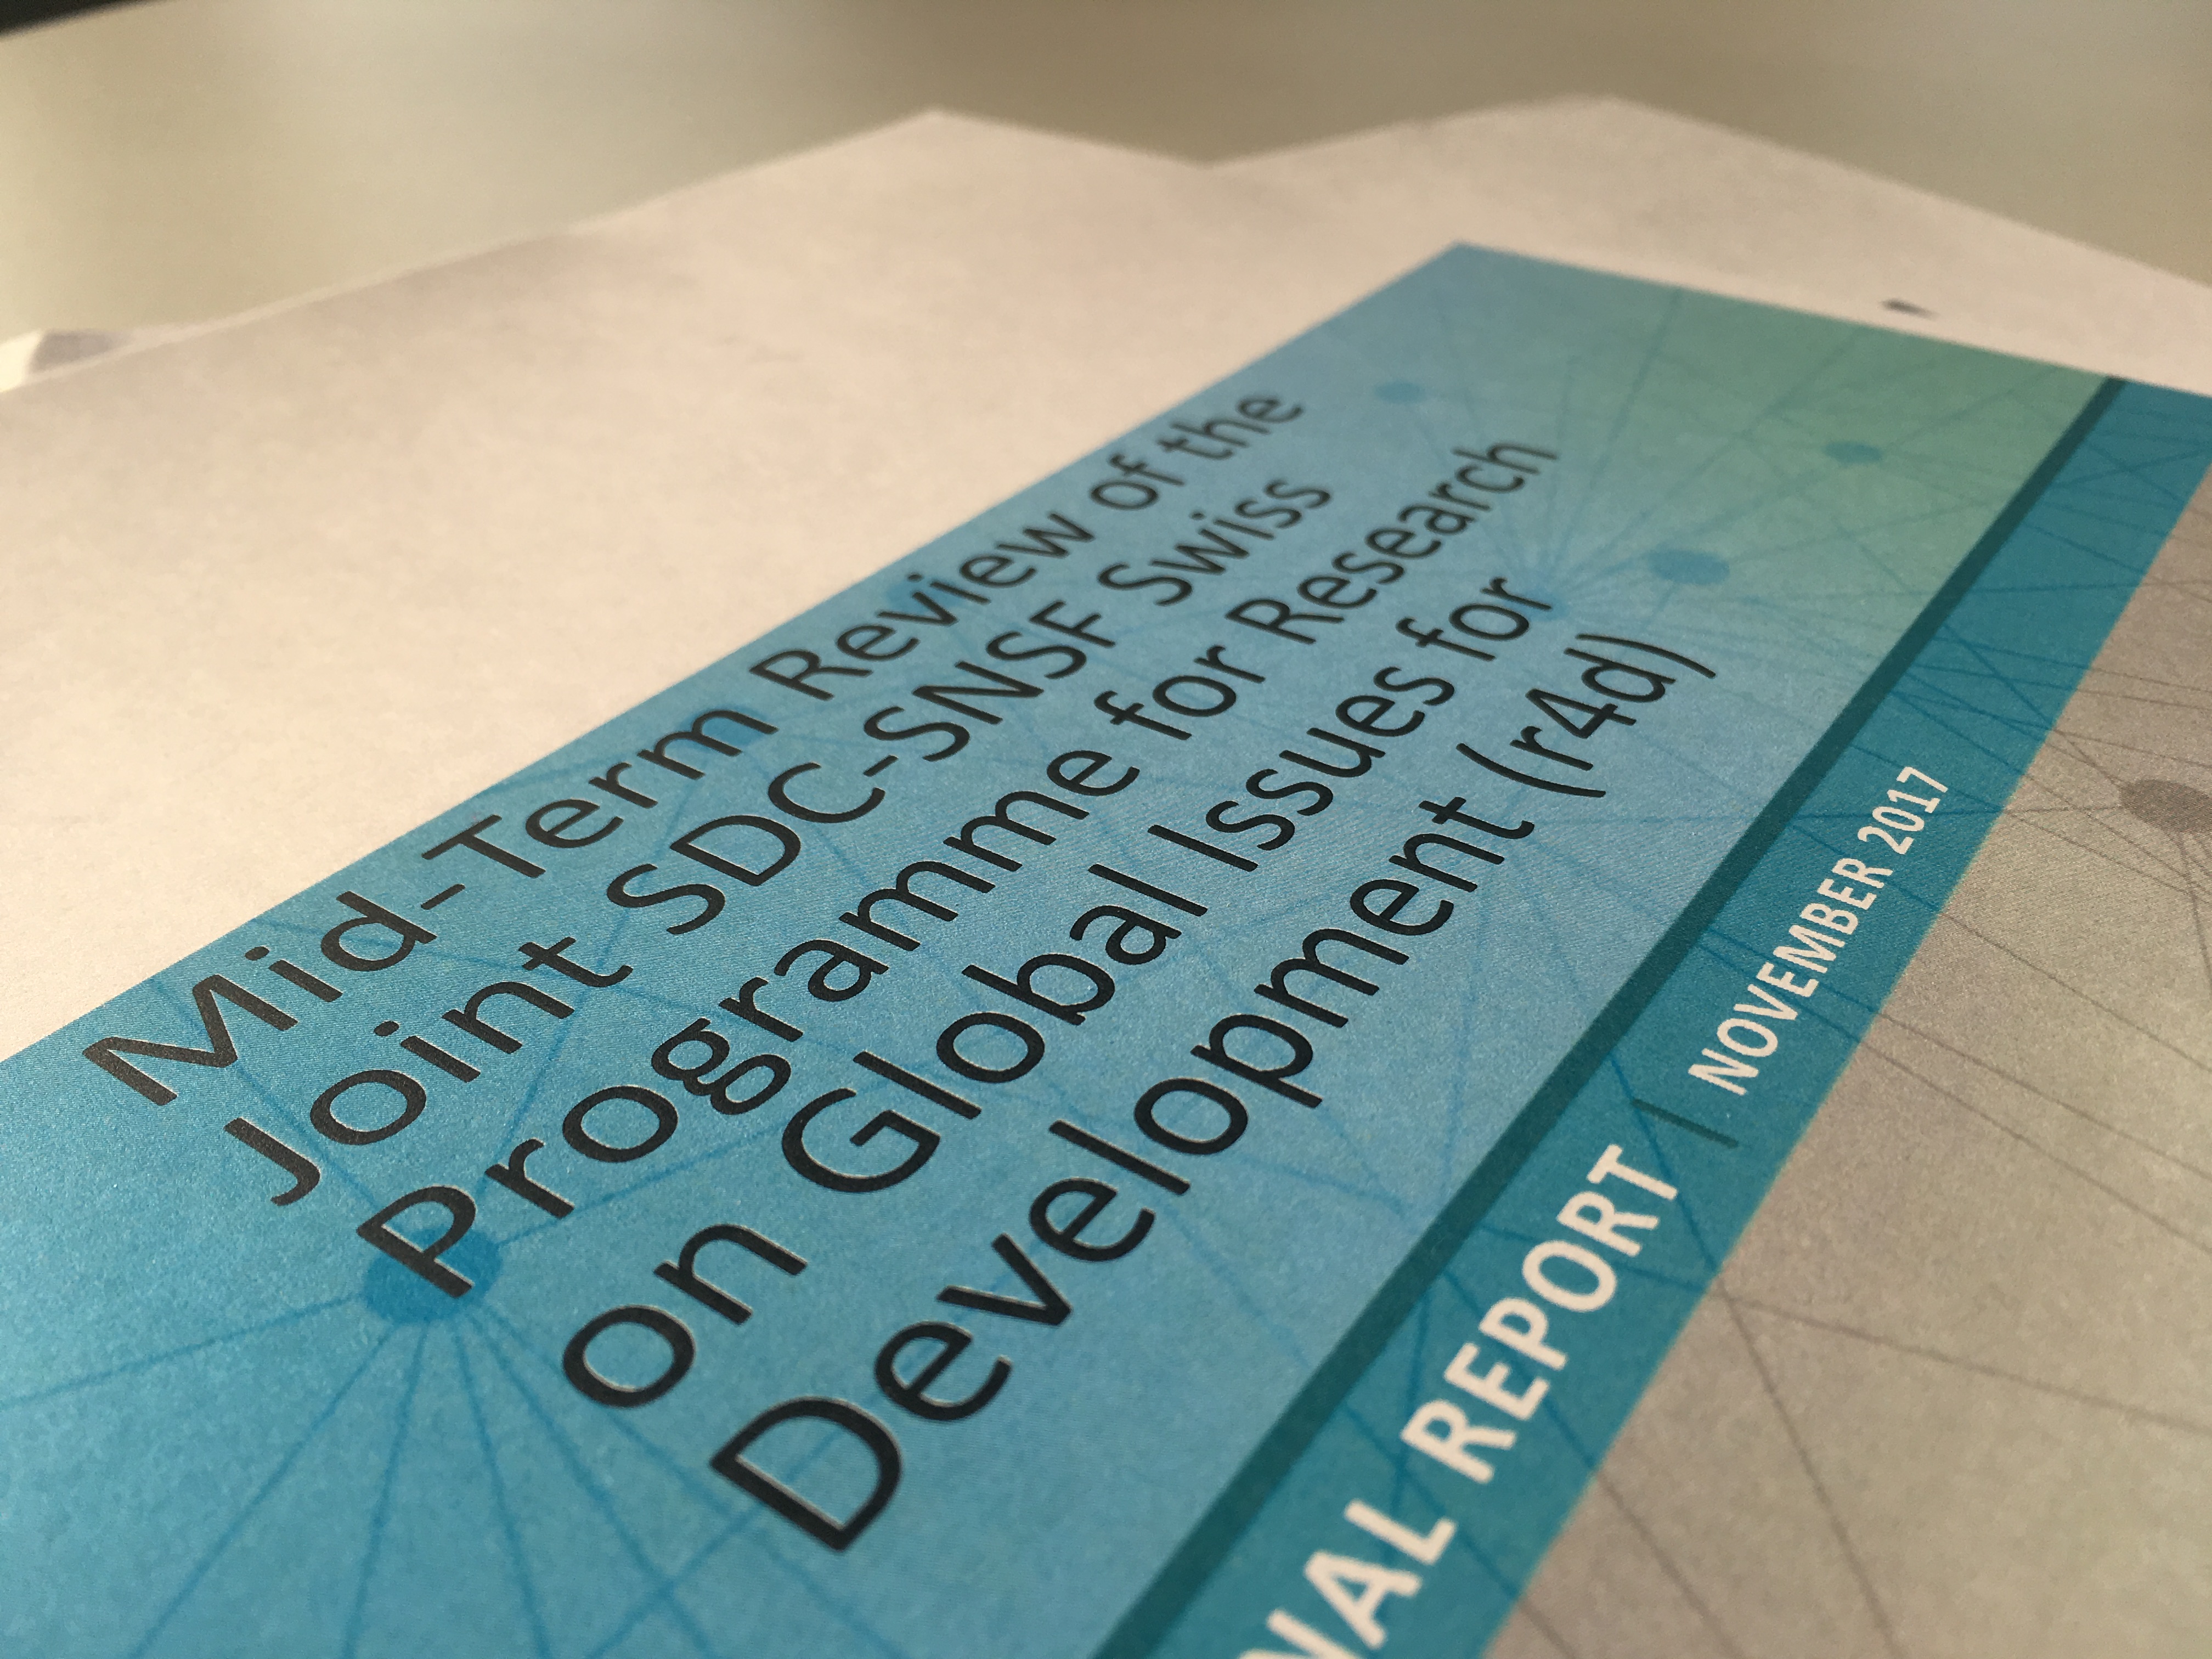 Mid-Term Review of the
Joint SDC-SNSF Swiss
Programme for Research
on Global Issues for
Development (r4d)
NAL REPORT | NOVEMBER 2017